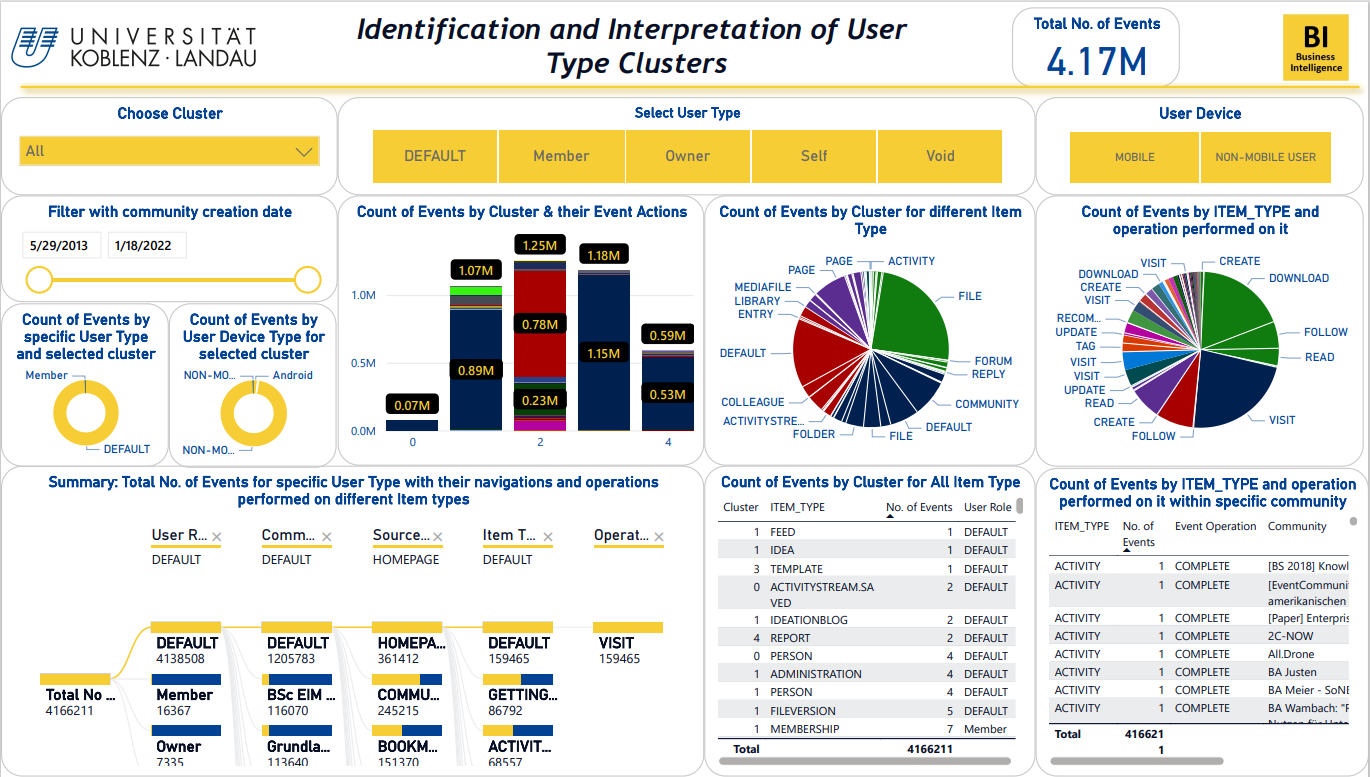 UNIVERSITÄT
KOBLENZ · LANDAU
Identification and Interpretation of User
Type Clusters
Total No. of Events
4.17M
BI
Business
Intelligence
Choose Cluster
All
Select User Type
DEFAULT
Member
Owner
Self
Void
User Device
MOBILE
NON-MOBILE USER
Filter with community creation date
5/29/2013
1/18/2022
Count of Events by
specific User Type
and selected cluster
Member
DEFAULT
Count of Events by
User Device Type for
selected cluster
NON-MO...
Android
NON-MO...
Count of Events by Cluster & their Event Actions
1.0M
0.5M
0.0M
0.07M
1.07M
0.89M
1.25M
0.78M
0.23M
1.18M
1.15M
0.59M
0.53M
0
2
4
Count of Events by Cluster for different Item
Type
PAGE
ACTIVITY
PAGE
MEDIAFILE
LIBRARY
ENTRY
FILE
DEFAULT
FORUM
REPLY
COLLEAGUE
COMMUNITY
ACTIVITYSTRE...
DEFAULT
FOLDER
FILE
Count of Events by ITEM_TYPE and
operation performed on it
VISIT
CREATE
DOWNLOAD
DOWNLOAD
CREATE
VISIT
RECOM...
UPDATE
FOLLOW
TAG
READ
VISIT
VISIT
UPDATE
READ
CREATE
VISIT
FOLLOW
Summary: Total No. of Events for specific User Type with their navigations and operations
performed on different Item types
User R...
Comm...
Source...
Item T...
Operat...
DEFAULT
DEFAULT
HOMEPAGE
DEFAULT
Total No ...
4166211
DEFAULT
4138508
Member
16367
Owner
7335
DEFAULT
1205783
BSc EIM ...
116070
Grundla...
113640
HOMEPA...
361412
COMMU...
245215
BOOKM...
151370
DEFAULT
159465
GETTING...
86792
ACTIVIT...
68557
VISIT
159465
Count of Events by Cluster for All Item Type
Cluster ITEM_TYPE No. of Events User Role
1 FEED 1 DEFAULT
1 IDEA 1 DEFAULT
3 TEMPLATE 1 DEFAULT
0 ACTIVITYSTREAM.SA 2 DEFAULT
VED
1 IDEATIONBLOG 2 DEFAULT
4 REPORT 2 DEFAULT
0 PERSON 4 DEFAULT
1 ADMINISTRATION 4 DEFAULT
1 PERSON 4 DEFAULT
1 FILEVERSION 5 DEFAULT
1 MEMBERSHIP 7 Member
Total 4166211
Count of Events by ITEM_TYPE and operation
performed on it within specific community
ITEM_TYPE No. of Event Operation Community
Events
ACTIVITY 1 COMPLETE [BS 2018] Knowl
ACTIVITY 1 COMPLETE [EventCommuni
amerikanischen
ACTIVITY 1 COMPLETE [Paper] Enterpris
ACTIVITY 1 COMPLETE 2C-NOW
ACTIVITY 1 COMPLETE All.Drone
ACTIVITY 1 COMPLETE BA Justen
ACTIVITY 1 COMPLETE BA Meier - SoNE
ACTIVITY 1 COMPLETE BA Wambach: "F
Total 416621
1